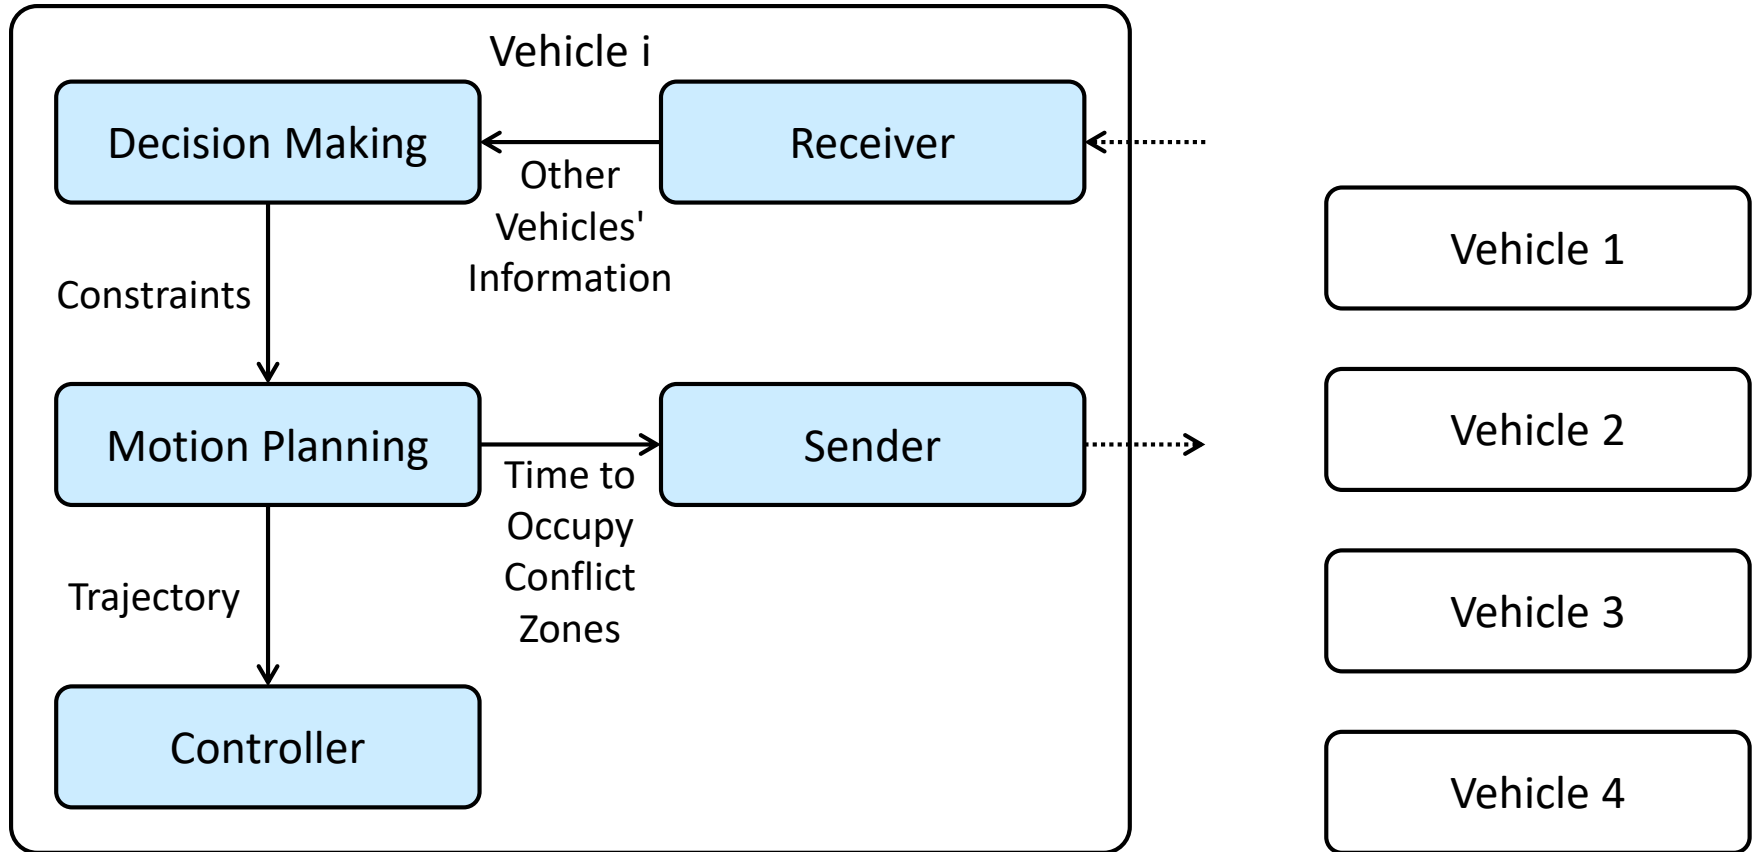 Vehicle i
Decision Making
Receiver
Other
Vehicles'
Information
Constraints
Motion Planning
Sender
Time to
Occupy
Conflict
Zones
Trajectory
Controller
Vehicle 1
Vehicle 2
Vehicle 3
Vehicle 4